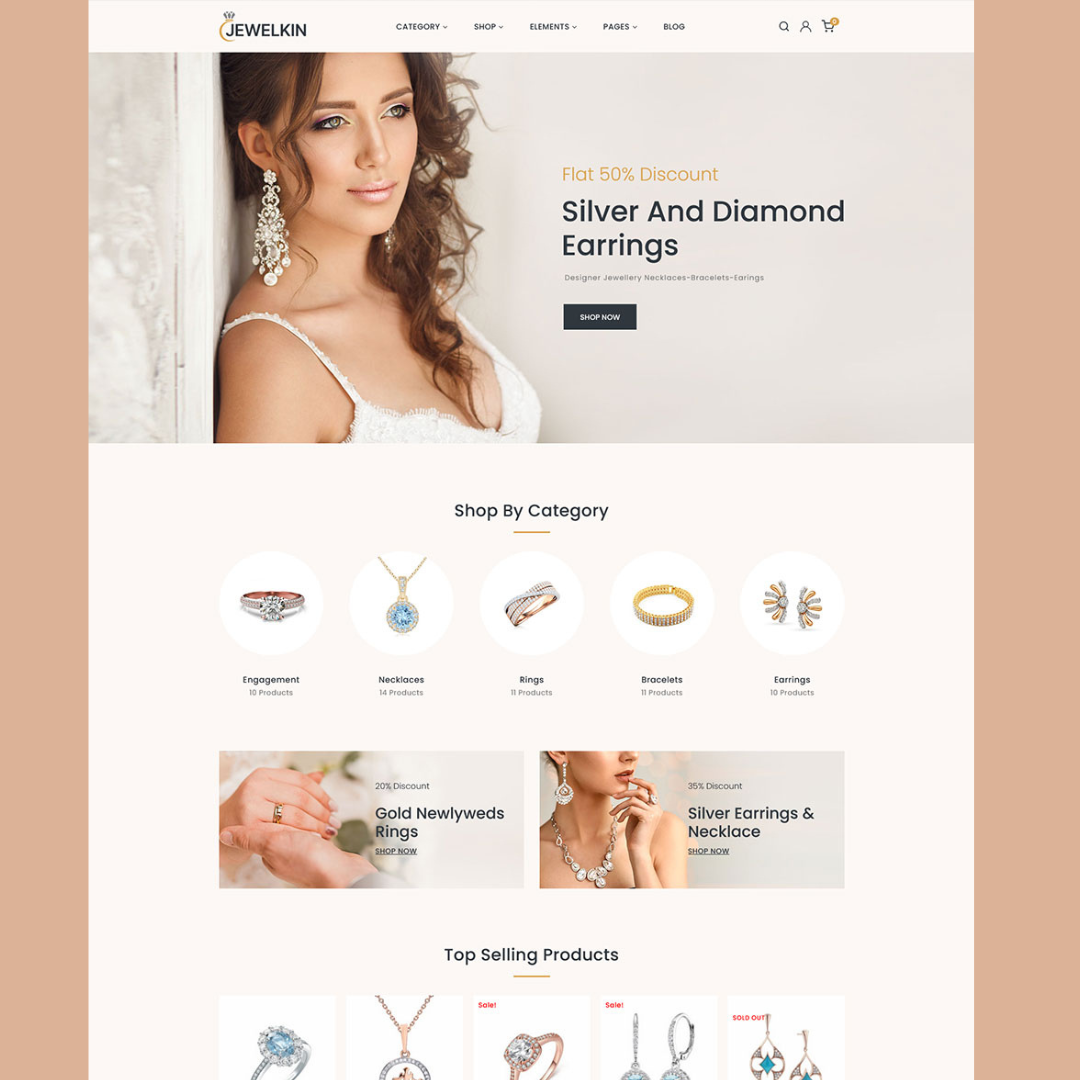 JEWELKIN
CATEGORY
SHOP
ELEMENTS
PAGES
BLOG
0
Flat 50% Discount
Silver And Diamond
Earrings
Designer Jewellery Necklaces-Bracelets-Earings
SHOP NOW
Shop By Category
Engagement
10 Products
Necklaces
14 Products
Rings
11 Products
Bracelets
11 Products
Earrings
10 Products
20% Discount
Gold Newlyweds
Rings
SHOP NOW
35% Discount
Silver Earrings &
Necklace
SHOP NOW
Top Selling Products
Sale!
Sale!
SOLD OUT